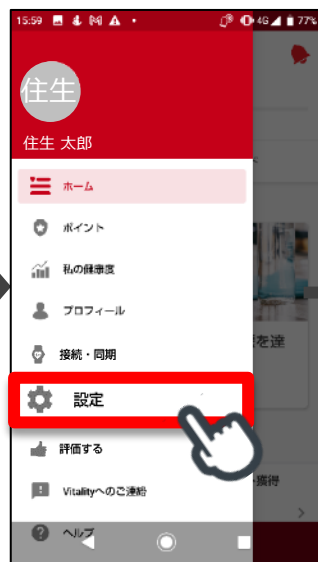 15:59
4G 77%
住生
住生 太郎
ホーム
ポイント
私の健康度
プロフィール
を達
接続・同期
設定
評価する
獲得
Vitalityへのご連絡
ヘルプ